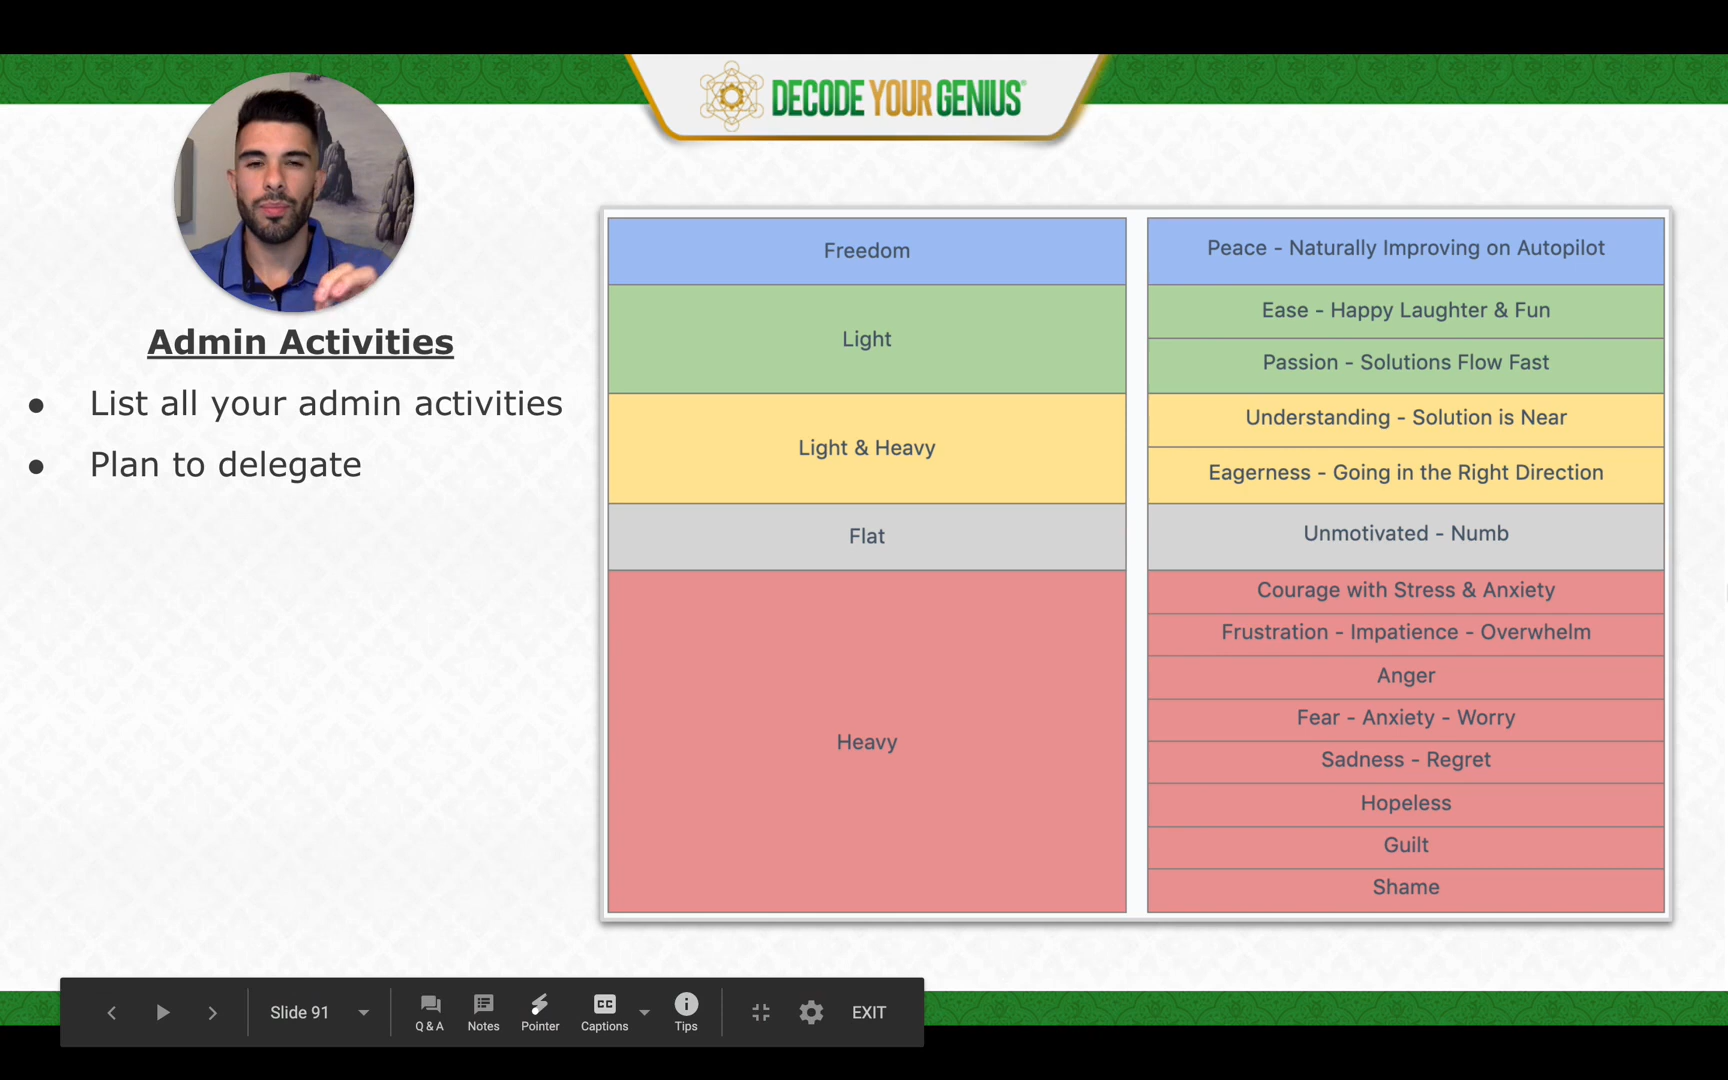 DECODE YOUR GENIUS®
Admin Activities
● List all your admin activities
● Plan to delegate
Freedom
Peace - Naturally Improving on Autopilot
Light
Ease - Happy Laughter & Fun
Passion - Solutions Flow Fast
Light & Heavy
Understanding - Solution is Near
Eagerness - Going in the Right Direction
Flat
Unmotivated - Numb
Heavy
Courage with Stress & Anxiety
Frustration - Impatience - Overwhelm
Anger
Fear - Anxiety - Worry
Sadness - Regret
Hopeless
Guilt
Shame
Slide 91
Q & A
Notes
Pointer
CC
Captions
Tips
EXIT